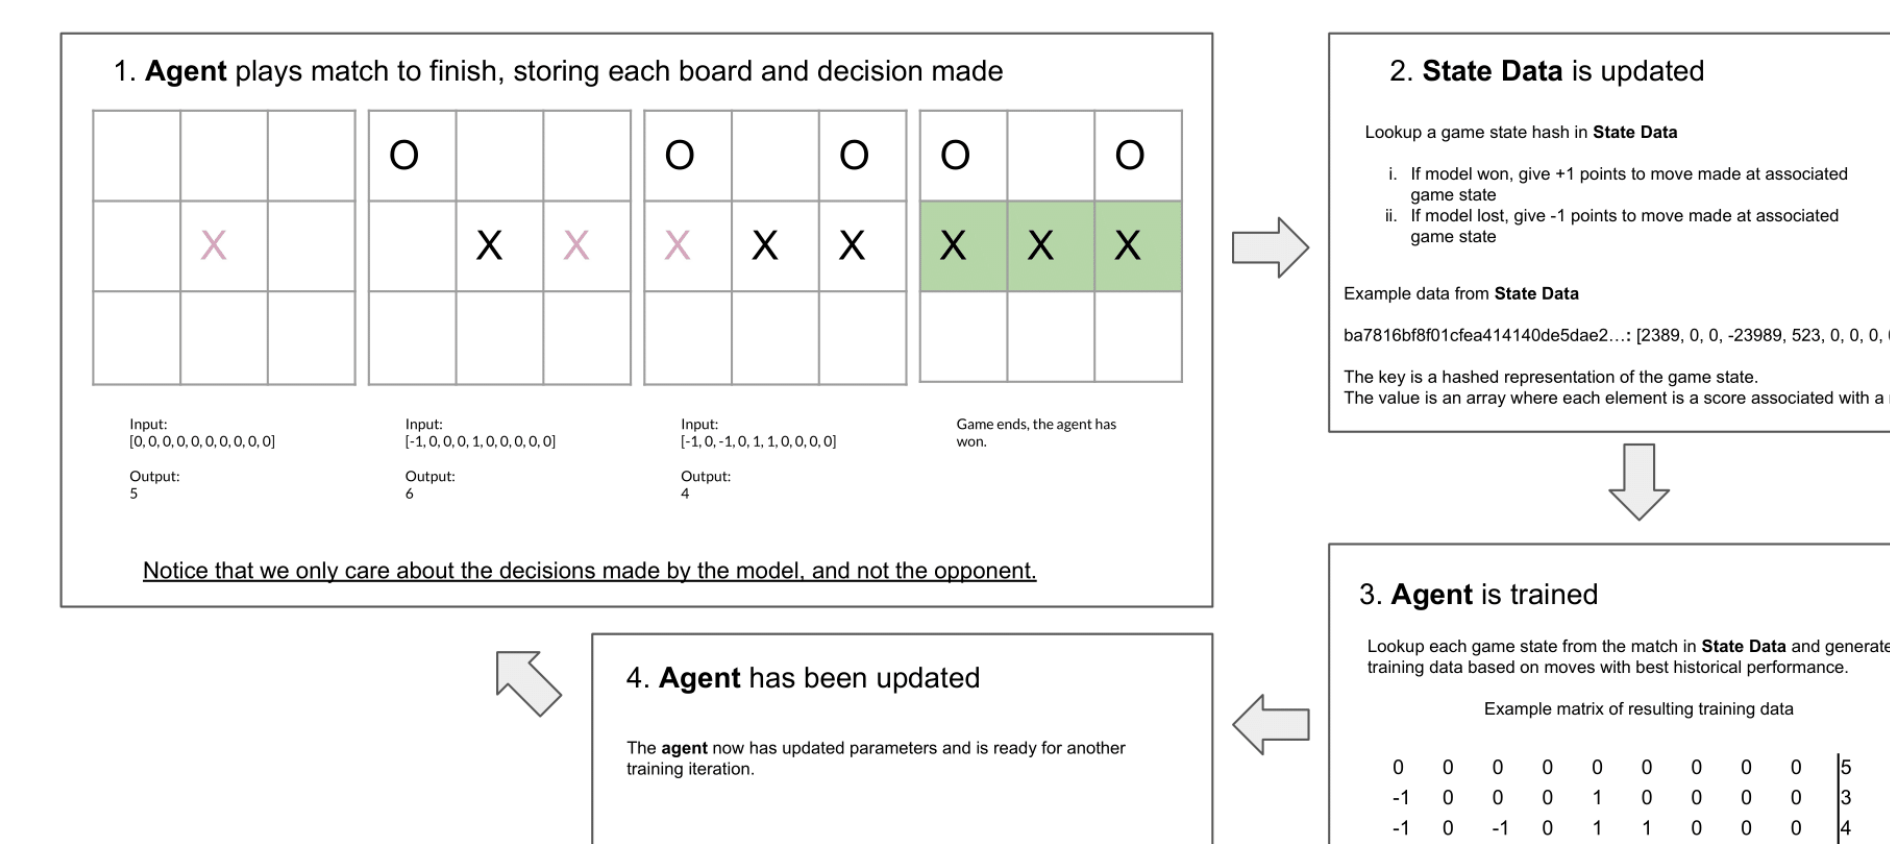 1. Agent plays match to finish, storing each board and decision made
O O O O O
X X X X X X X X X
Input:
[0, 0, 0, 0, 0, 0, 0, 0, 0, 0]
Output:
5
Input:
[-1, 0, 0, 0, 1, 0, 0, 0, 0, 0]
Output:
6
Input:
[-1, 0, -1, 0, 1, 1, 0, 0, 0, 0]
Output:
4
Game ends, the agent has
won.
Notice that we only care about the decisions made by the model, and not the opponent.
2. State Data is updated
Lookup a game state hash in State Data
i. If model won, give +1 points to move made at associated
game state
ii. If model lost, give -1 points to move made at associated
game state
Example data from State Data
ba7816bf8f01cfea414140de5dae2…: [2389, 0, 0, -23989, 523, 0, 0, 0,
The key is a hashed representation of the game state.
The value is an array where each element is a score associated with a
3. Agent is trained
Lookup each game state from the match in State Data and generate
training data based on moves with best historical performance.
Example matrix of resulting training data
0 0 0 0 0 0 0 0 0 5
-1 0 0 0 1 0 0 0 0 3
-1 0 -1 0 1 1 0 0 0 4
4. Agent has been updated
The agent now has updated parameters and is ready for another
training iteration.